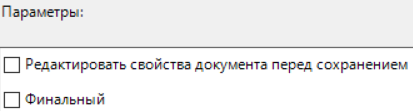 Параметры:
Редактировать свойства документа перед сохранением
Финальный